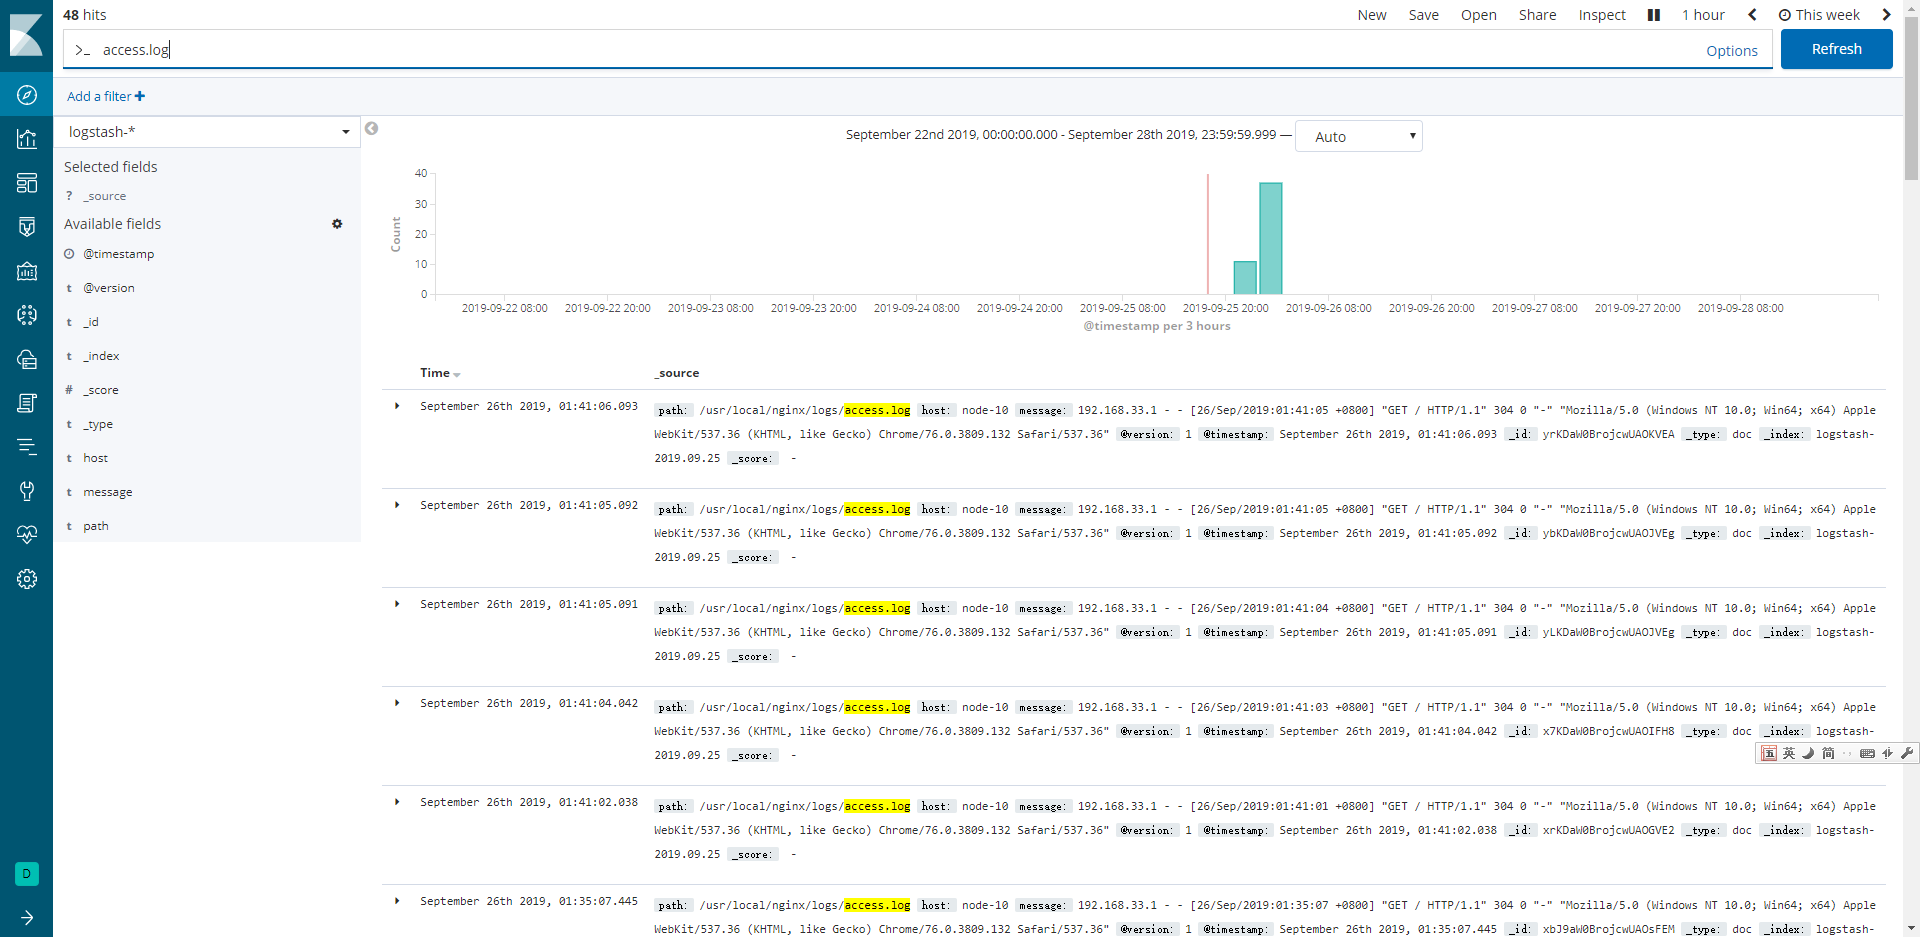 48 hits
New Save Open Share Inspect 1 hour This week
>_ access.log Options Refresh
Add a filter
logstash-*
September 22nd 2019, 00:00:00.000 - September 28th 2019, 23:59:59.999 — Auto
Selected fields
? _source
Available fields
@timestamp
t @version
t _id
t _index
# _score
t _type
t host
t message
t path
D
Count
40
30
20
10
0
2019-09-22 08:00 2019-09-22 20:00 2019-09-23 08:00 2019-09-23 20:00 2019-09-24 08:00 2019-09-24 20:00 2019-09-25 08:00 2019-09-25 20:00 2019-09-26 08:00 2019-09-26 20:00 2019-09-27 08:00 2019-09-27 20:00 2019-09-28 08:00
@timestamp per 3 hours
Time _source
September 26th 2019, 01:41:06.093 path: /usr/local/nginx/logs/access.log host: node-10 message: 192.168.33.1 - - [26/Sep/2019:01:41:05 +0800] "GET / HTTP/1.1" 304 0 "-" "Mozilla/5.0 (Windows NT 10.0; Win64; x64) Apple
WebKit/537.36 (KHTML, like Gecko) Chrome/76.0.3809.132 Safari/537.36" @version: 1 @timestamp: September 26th 2019, 01:41:06.093 _id: yrKDaW0BrojcwUAOKVEA _type: doc _index: logstash-
2019.09.25 _score: -
September 26th 2019, 01:41:05.092 path: /usr/local/nginx/logs/access.log host: node-10 message: 192.168.33.1 - - [26/Sep/2019:01:41:05 +0800] "GET / HTTP/1.1" 304 0 "-" "Mozilla/5.0 (Windows NT 10.0; Win64; x64) Apple
WebKit/537.36 (KHTML, like Gecko) Chrome/76.0.3809.132 Safari/537.36" @version: 1 @timestamp: September 26th 2019, 01:41:05.092 _id: ybKDaW0BrojcwUAOJVEg _type: doc _index: logstash-
2019.09.25 _score: -
September 26th 2019, 01:41:05.091 path: /usr/local/nginx/logs/access.log host: node-10 message: 192.168.33.1 - - [26/Sep/2019:01:41:04 +0800] "GET / HTTP/1.1" 304 0 "-" "Mozilla/5.0 (Windows NT 10.0; Win64; x64) Apple
WebKit/537.36 (KHTML, like Gecko) Chrome/76.0.3809.132 Safari/537.36" @version: 1 @timestamp: September 26th 2019, 01:41:05.091 _id: yLKDaW0BrojcwUAOJVEg _type: doc _index: logstash-
2019.09.25 _score: -
September 26th 2019, 01:41:04.042 path: /usr/local/nginx/logs/access.log host: node-10 message: 192.168.33.1 - - [26/Sep/2019:01:41:03 +0800] "GET / HTTP/1.1" 304 0 "-" "Mozilla/5.0 (Windows NT 10.0; Win64; x64) Apple
WebKit/537.36 (KHTML, like Gecko) Chrome/76.0.3809.132 Safari/537.36" @version: 1 @timestamp: September 26th 2019, 01:41:04.042 _id: x7KDaW0BrojcwUAOIFH8 _type: doc _index: logstash-
2019.09.25 _score: -
五 英 简
September 26th 2019, 01:41:02.038 path: /usr/local/nginx/logs/access.log host: node-10 message: 192.168.33.1 - - [26/Sep/2019:01:41:01 +0800] "GET / HTTP/1.1" 304 0 "-" "Mozilla/5.0 (Windows NT 10.0; Win64; x64) Apple
WebKit/537.36 (KHTML, like Gecko) Chrome/76.0.3809.132 Safari/537.36" @version: 1 @timestamp: September 26th 2019, 01:41:02.038 _id: xrKDaW0BrojcwUAOGVE2 _type: doc _index: logstash-
2019.09.25 _score: -
September 26th 2019, 01:35:07.445 path: /usr/local/nginx/logs/access.log host: node-10 message: 192.168.33.1 - - [26/Sep/2019:01:35:07 +0800] "GET / HTTP/1.1" 304 0 "-" "Mozilla/5.0 (Windows NT 10.0; Win64; x64) Apple
WebKit/537.36 (KHTML, like Gecko) Chrome/76.0.3809.132 Safari/537.36" @version: 1 @timestamp: September 26th 2019, 01:35:07.445 _id: xbJ9aW0BrojcwUAOsFEM _type: doc _index: logstash-